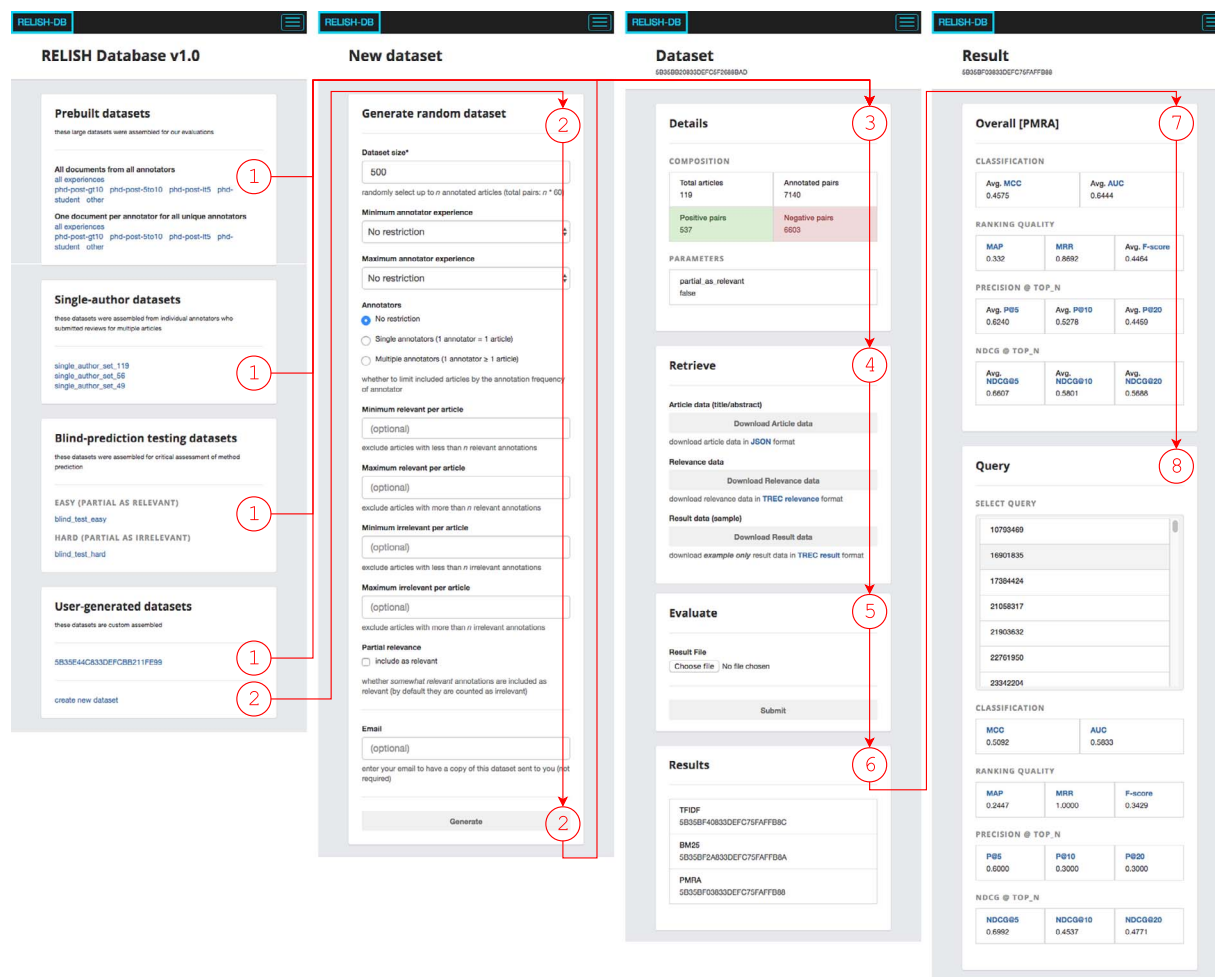 RELISH-DB
RELISH Database v1.0
Prebuilt datasets
these large datasets were assembled for our evaluations
All documents from all annotators
all experiences
phd-post-gt10 phd-post-5to10 phd-post-lt5 phd-
student other
One document per annotator for all unique annotators
all experiences
phd-post-gt10 phd-post-5to10 phd-post-lt5 phd-
student other
1
Single-author datasets
these datasets were assembled from individual annotators who
submitted reviews for multiple articles
single_author_set_119
single_author_set_56
single_author_set_49
1
Blind-prediction testing datasets
these datasets were assembled for critical assessment of method
prediction
EASY (PARTIAL AS RELEVANT)
blind_test_easy
HARD (PARTIAL AS IRRELEVANT)
blind_test_hard
1
User-generated datasets
these datasets are custom assembled
5B35E44C833DEFCBB211FE99
1
create new dataset
2
RELISH-DB
New dataset
Generate random dataset
2
Dataset size*
500
randomly select up to n annotated articles (total pairs: n * 60)
Minimum annotator experience
No restriction
Maximum annotator experience
No restriction
Annotators
No restriction
Single annotators (1 annotator = 1 article)
Multiple annotators (1 annotator ≥ 1 article)
whether to limit included articles by the annotation frequency
of annotator
Minimum relevant per article
(optional)
exclude articles with less than n relevant annotations
Maximum relevant per article
(optional)
exclude articles with more than n relevant annotations
Minimum irrelevant per article
(optional)
exclude articles with less than n irrelevant annotations
Maximum irrelevant per article
(optional)
exclude articles with more than n irrelevant annotations
Partial relevance
include as relevant
whether somewhat relevant annotations are included as
relevant (by default they are counted as irrelevant)
Email
(optional)
enter your email to have a copy of this dataset sent to you (not
required)
Generate
2
RELISH-DB
Dataset
5B35BB20833DEFC5F2688BAD
Details
3
COMPOSITION
Total articles Annotated pairs
119 7140
Positive pairs Negative pairs
537 6603
PARAMETERS
partial_as_relevant
false
Retrieve
4
Article data (title/abstract)
Download Article data
download article data in JSON format
Relevance data
Download Relevance data
download relevance data in TREC relevance format
Result data (sample)
Download Result data
download example only result data in TREC result format
Evaluate
5
Result File
Choose file No file chosen
Submit
Results
6
TFIDF
5B35BF40833DEFC75FAFFB8C
BM25
5B35BF2A833DEFC75FAFFB8A
PMRA
5B35BF03833DEFC75FAFFB88
RELISH-DB
Result
5B35BF03833DEFC75FAFFB88
Overall [PMRA]
7
CLASSIFICATION
Avg. MCC Avg. AUC
0.4575 0.6444
RANKING QUALITY
MAP MRR Avg. F-score
0.332 0.8692 0.4464
PRECISION @ TOP_N
Avg. P@5 Avg. P@10 Avg. P@20
0.6240 0.5278 0.4459
NDCG @ TOP_N
Avg. Avg. Avg.
NDCG@5 NDCG@10 NDCG@20
0.6607 0.5801 0.5688
Query
8
SELECT QUERY
10793469
16901835
17384424
21058317
21903632
22761950
23342204
CLASSIFICATION
MCC AUC
0.5092 0.5833
RANKING QUALITY
MAP MRR F-score
0.2447 1.0000 0.3429
PRECISION @ TOP_N
P@5 P@10 P@20
0.6000 0.3000 0.3000
NDCG @ TOP_N
NDCG@5 NDCG@10 NDCG@20
0.6992 0.4537 0.4771